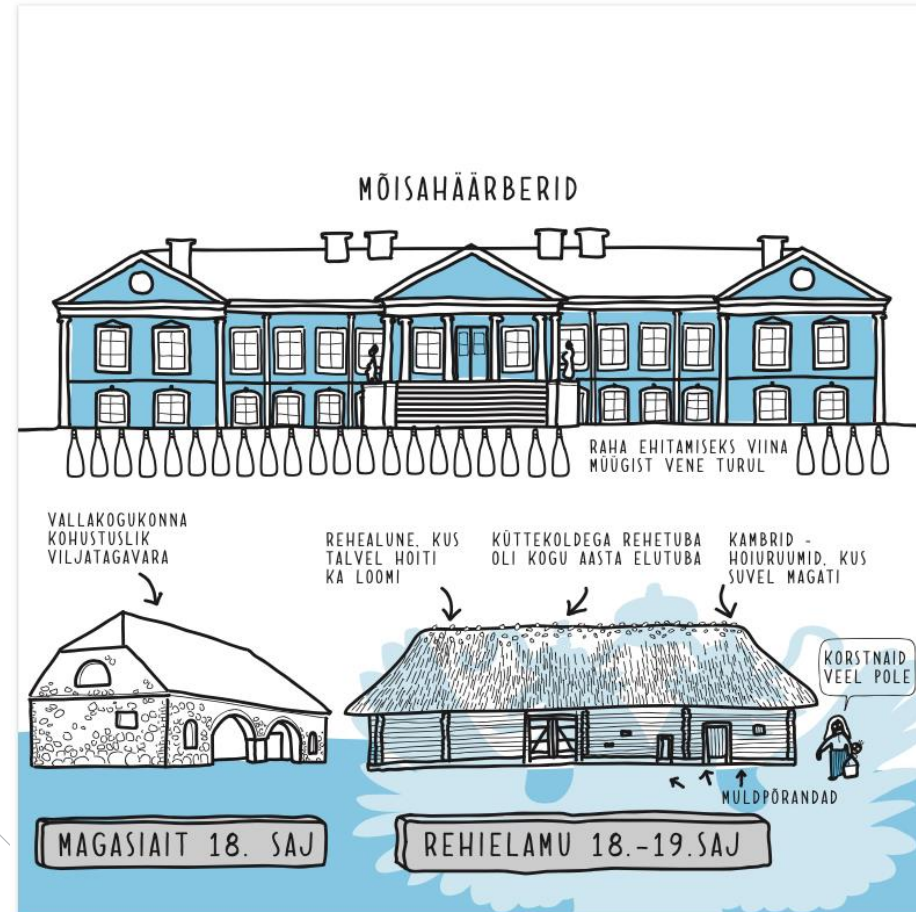 MÕISAHÄÄRBERID
RAHA EHITAMISEKS VIINA
MÜÜGIST VENE TURUL
VALLAKOGUKONNA
KOHUSTUSLIK
VILJATAGAVARA
REHEALUNE, KUS
TALVEL HOITI
KA LOOMI
KÜTTEKOLDEGA REHETUBA
OLI KOGU AASTA ELUTUBA
KAMBRID -
HOIURUUMID, KUS
SUVEL MAGATI
KORSTNAID
VEEL POLE
MULDPÕRANDAD
MAGASIAIT 18. SAJ
REHIELAMU 18.-19.SAJ